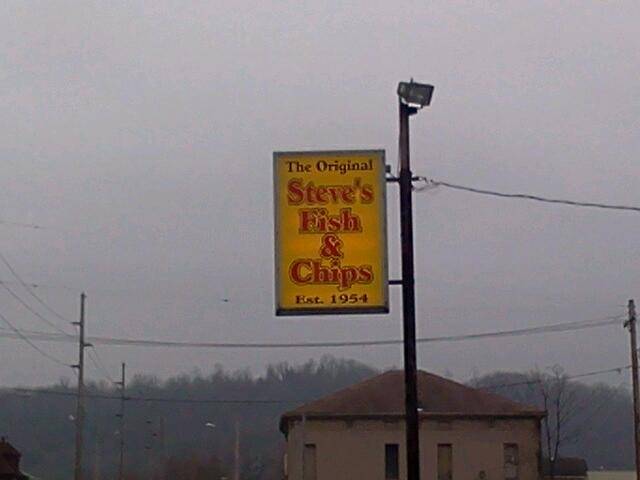 The Original
Steve's
Fish
&
Chips
Est. 1954